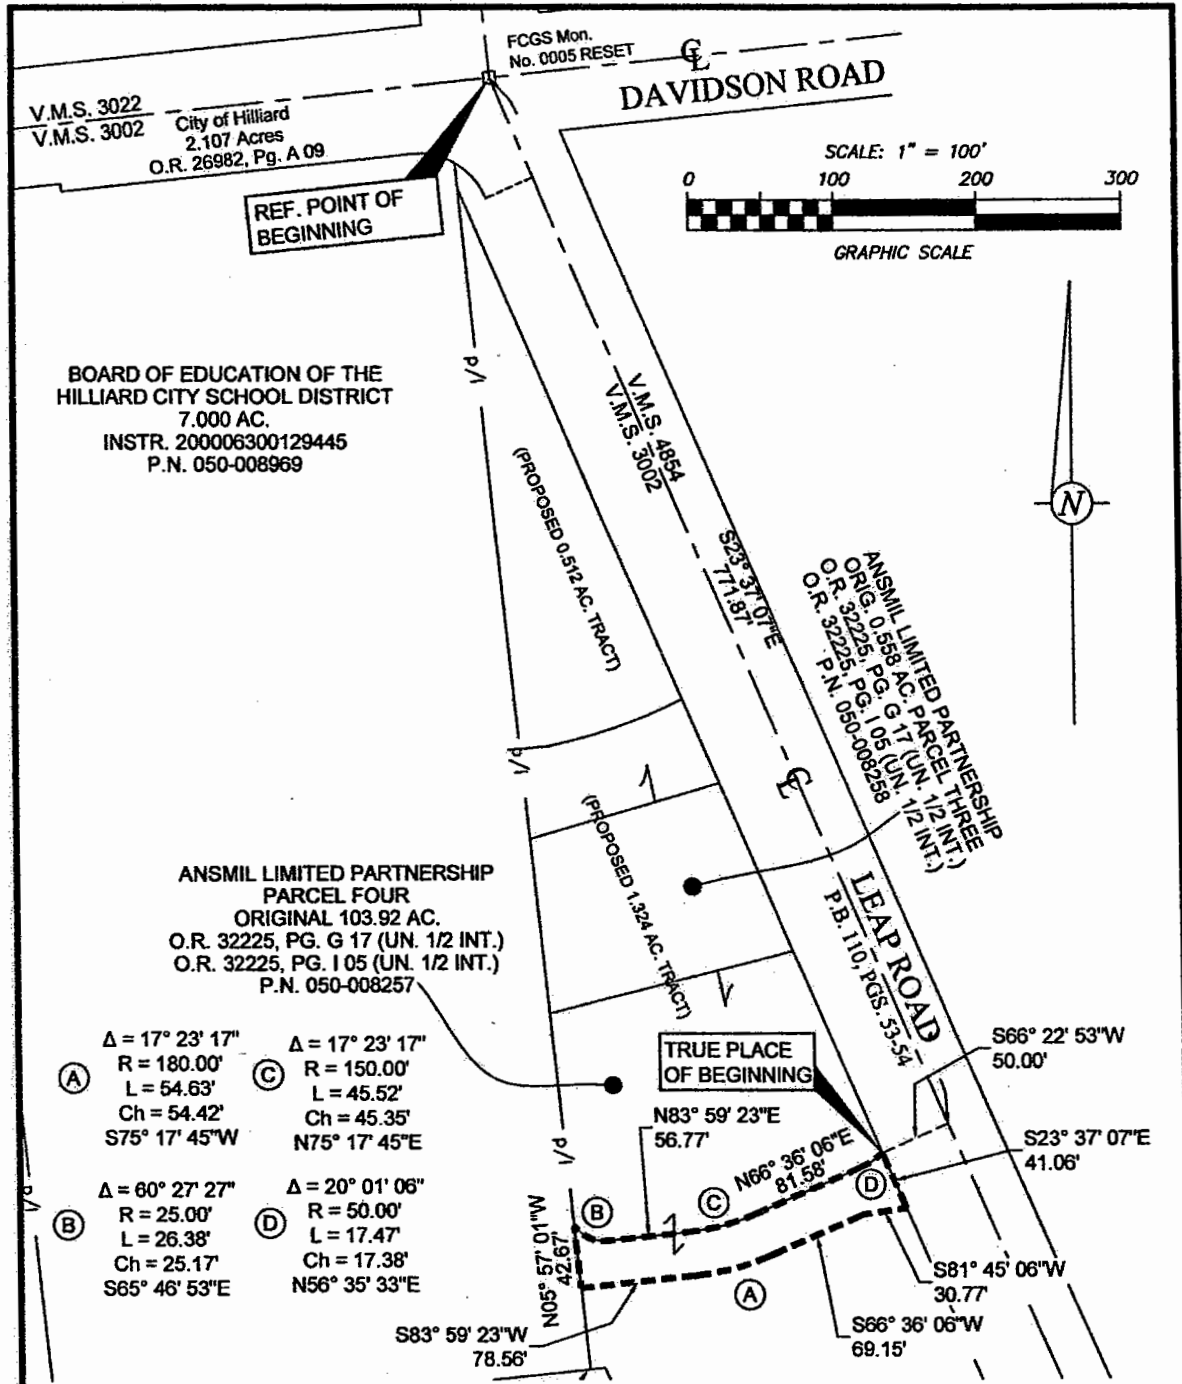 FCGS Mon.
No. 0005 RESET
CL
DAVIDSON ROAD
V.M.S. 3022
V.M.S. 3002
City of Hilliard
2.107 Acres
O.R. 26982, Pg. A 09
REF. POINT OF
BEGINNING
SCALE: 1" = 100'
0 100 200 300
GRAPHIC SCALE
BOARD OF EDUCATION OF THE
HILLIARD CITY SCHOOL DISTRICT
7.000 AC.
INSTR. 200006300129445
P.N. 050-008969
p/l
V.M.S. 4854
V.M.S. 3002
(PROPOSED 0.512 AC. TRACT)
N
S23° 37' 07"E
771.87'
ANSMIL LIMITED PARTNERSHIP
ORIG. 0.558 AC. PARCEL THREE
O.R. 32225, PG. G 17 (UN. 1/2 INT.)
O.R. 32225, PG. I 05 (UN. 1/2 INT.)
P.N. 050-008258
p/l
CL
(PROPOSED 1.324 AC. TRACT)
LEAP ROAD
P.B. 110, PGS. 53-54
ANSMIL LIMITED PARTNERSHIP
PARCEL FOUR
ORIGINAL 103.92 AC.
O.R. 32225, PG. G 17 (UN. 1/2 INT.)
O.R. 32225, PG. I 05 (UN. 1/2 INT.)
P.N. 050-008257
TRUE PLACE
OF BEGINNING
S66° 22' 53"W
50.00'
A
Δ = 17° 23' 17"
R = 180.00'
L = 54.63'
Ch = 54.42'
S75° 17' 45"W
C
Δ = 17° 23' 17"
R = 150.00'
L = 45.52'
Ch = 45.35'
N75° 17' 45"E
B
Δ = 60° 27' 27"
R = 25.00'
L = 26.38'
Ch = 25.17'
S65° 46' 53"E
D
Δ = 20° 01' 06"
R = 50.00'
L = 17.47'
Ch = 17.38'
N56° 35' 33"E
p/l
p/l
N83° 59' 23"E
56.77'
N66° 36' 06"E
81.58'
S23° 37' 07"E
41.06'
B
C
D
A
N05° 57' 01"W
42.67'
S81° 45' 06"W
30.77'
S66° 36' 06"W
69.15'
S83° 59' 23"W
78.56'